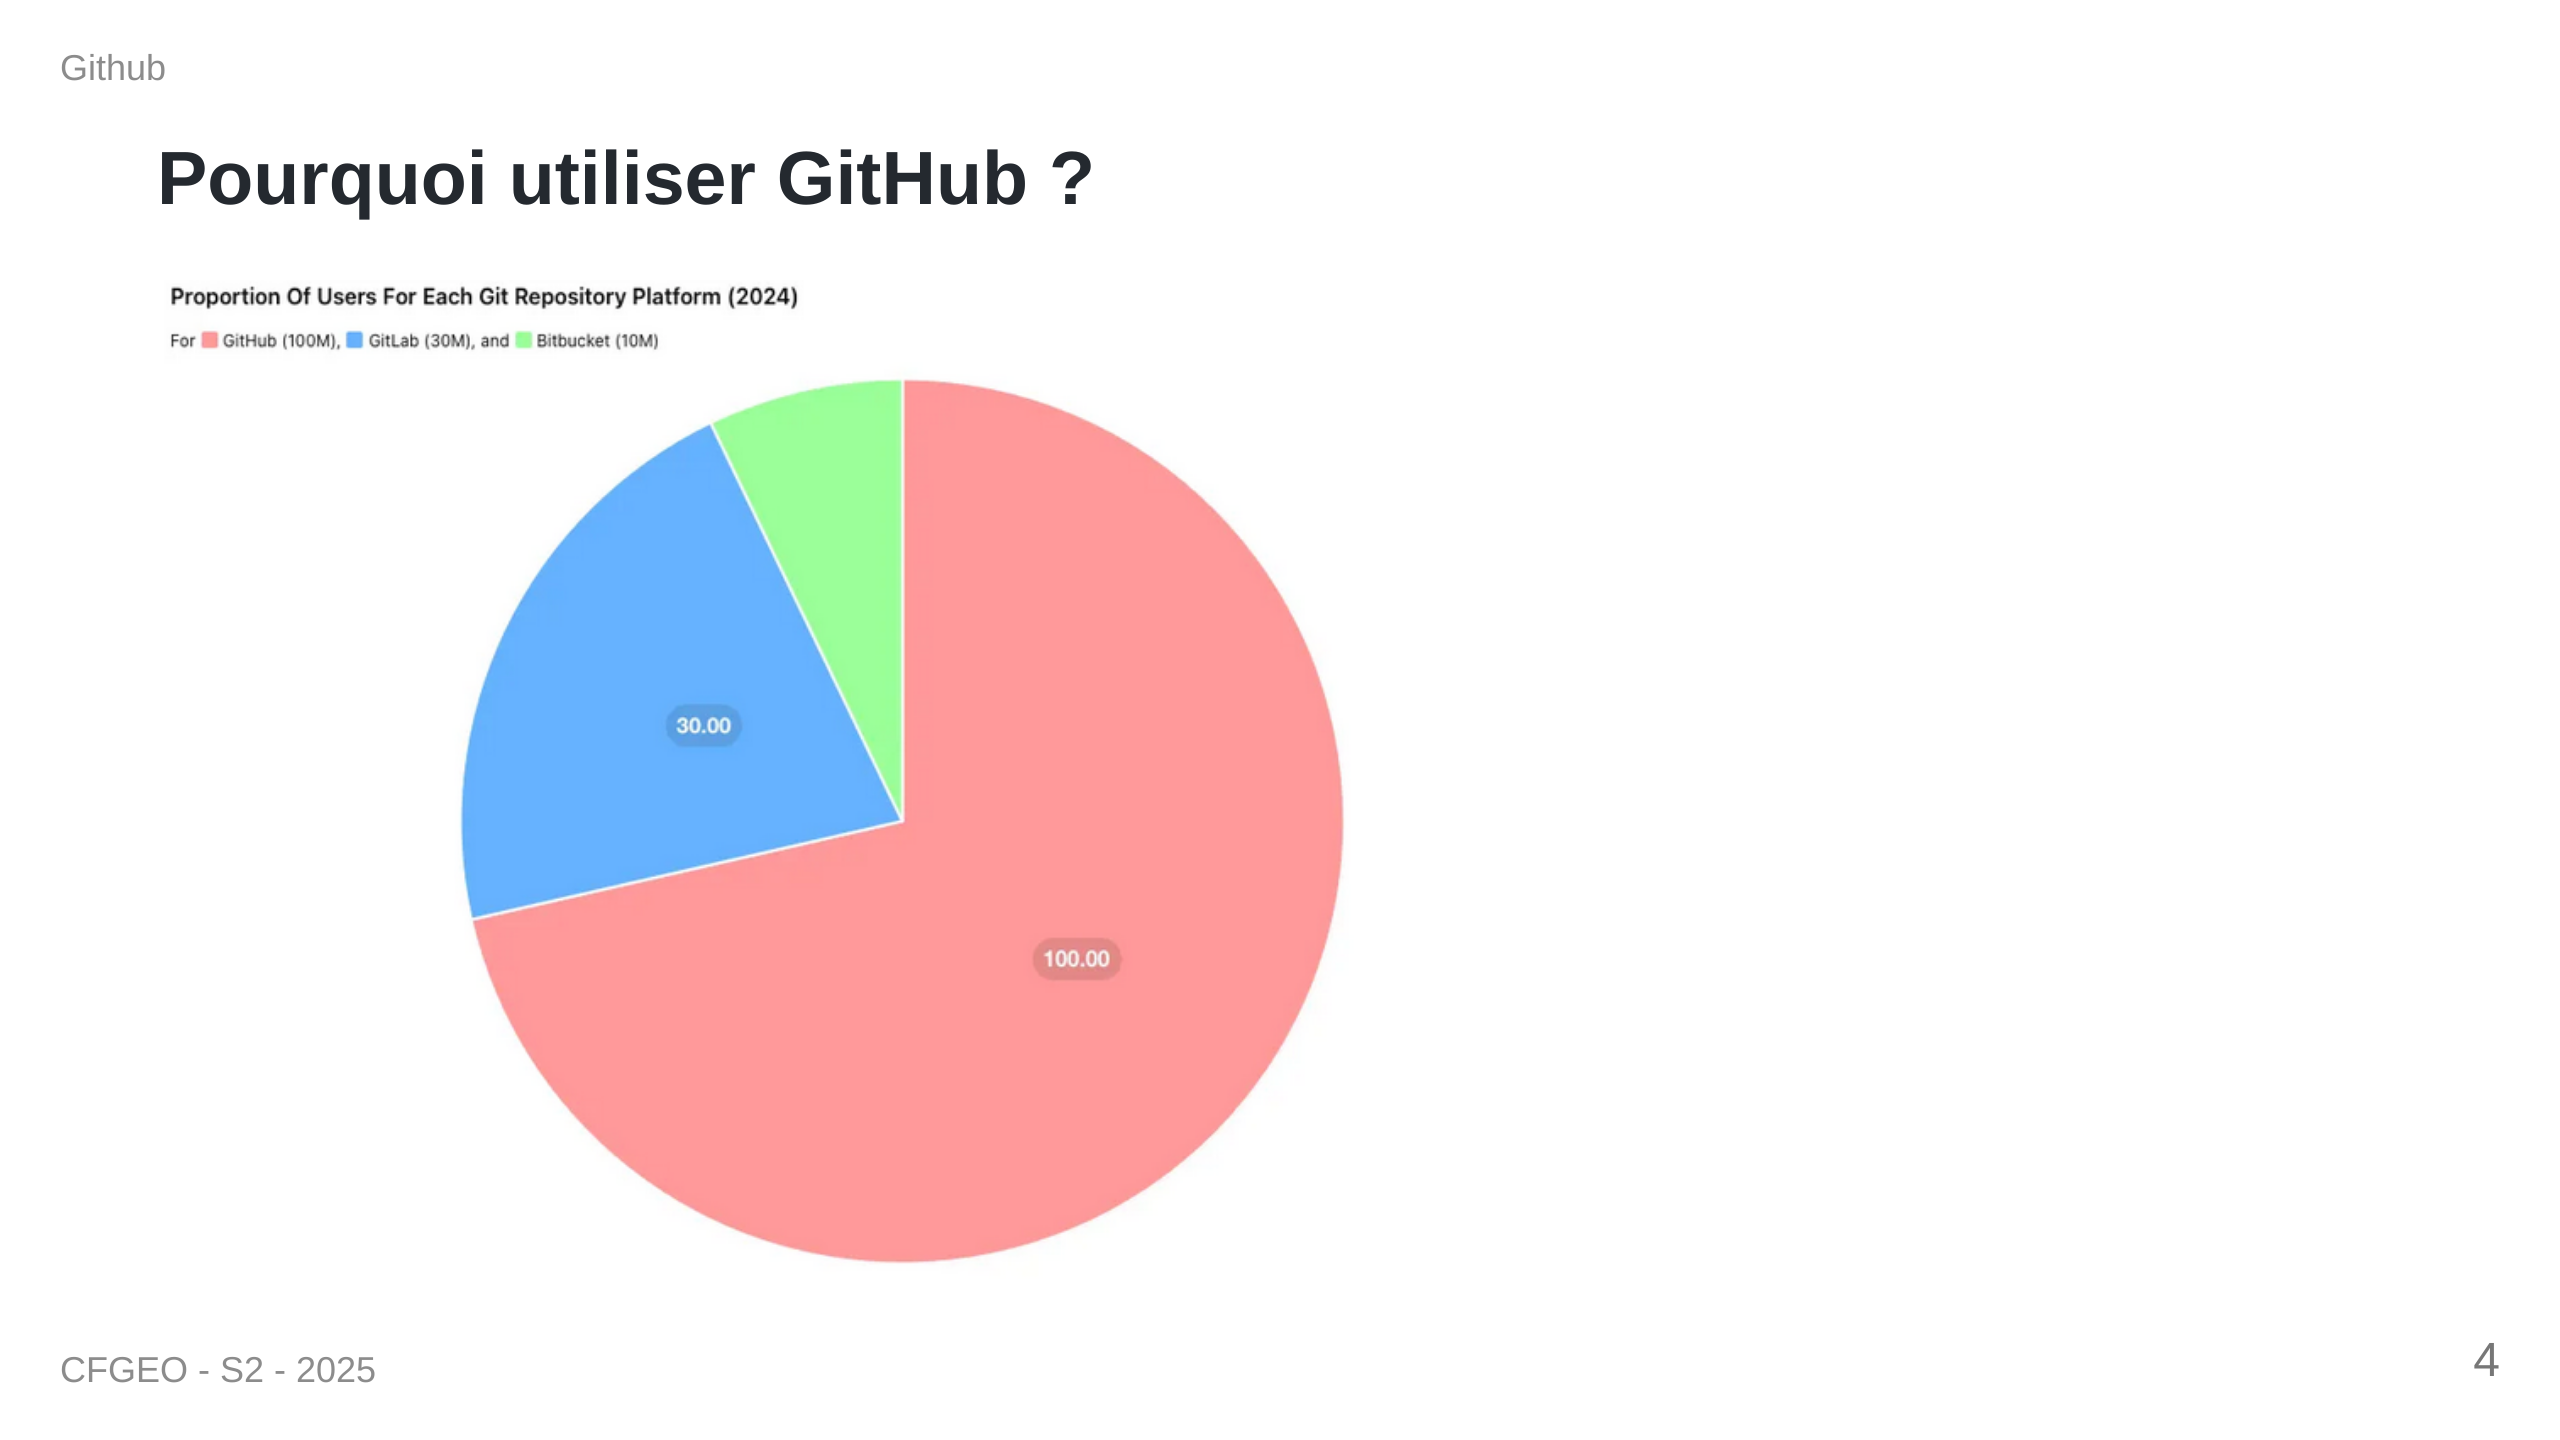 Github
Pourquoi utiliser GitHub ?
Proportion Of Users For Each Git Repository Platform (2024)
For GitHub (100M), GitLab (30M), and Bitbucket (10M)
30.00
100.00
CFGEO - S2 - 2025
4